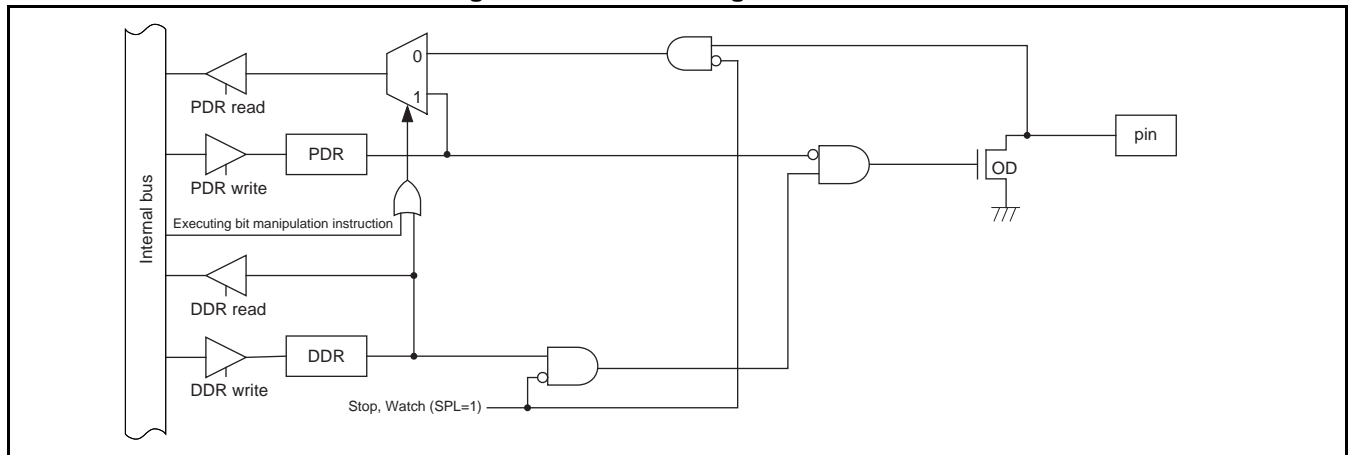 0
PDR read
1
pin
PDR
OD
PDR write
Executing bit manipulation instruction
Internal bus
DDR read
DDR
DDR write
Stop, Watch (SPL=1)